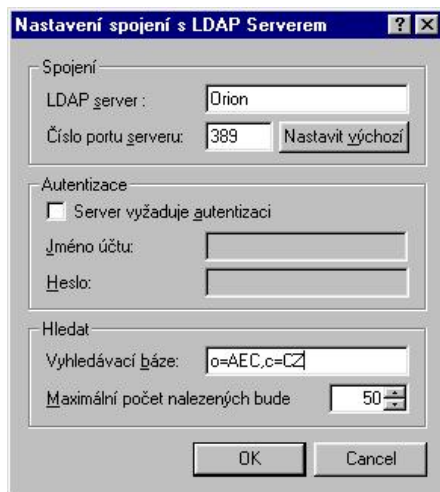 Nastavení spojení s LDAP Serverem
Spojení
LDAP server : Orion
Číslo portu serveru: 389 Nastavit výchozí
Autentizace
Server vyžaduje autentizaci
Jméno účtu:
Heslo:
Hledat
Vyhledávací báze: o=AEC,c=CZ
Maximální počet nalezených bude 50
OK Cancel